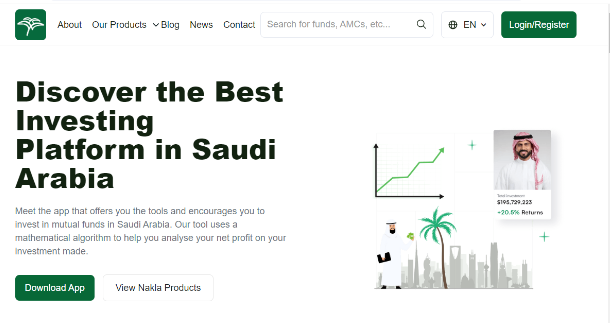 About Our Products Blog News Contact Search for funds, AMCs, etc... EN Login/Register
Discover the Best
Investing
Platform in Saudi
Arabia
Meet the app that offers you the tools and encourages you to
invest in mutual funds in Saudi Arabia. Our tool uses a
mathematical algorithm to help you analyse your net profit on your
investment made.
Download App View Nakla Products
Total Investment
$195,729,223
+20.5% Returns